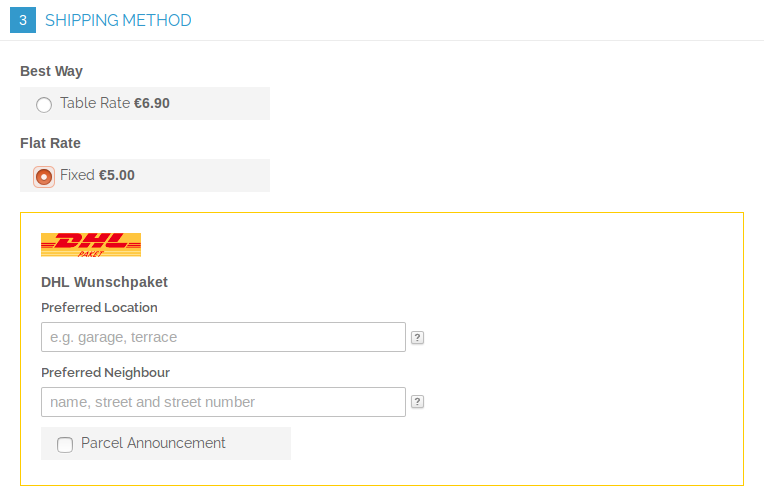 3 SHIPPING METHOD
Best Way
Table Rate €6.90
Flat Rate
Fixed €5.00
DHL
PAKET
DHL Wunschpaket
Preferred Location
e.g. garage, terrace ?
Preferred Neighbour
name, street and street number ?
Parcel Announcement